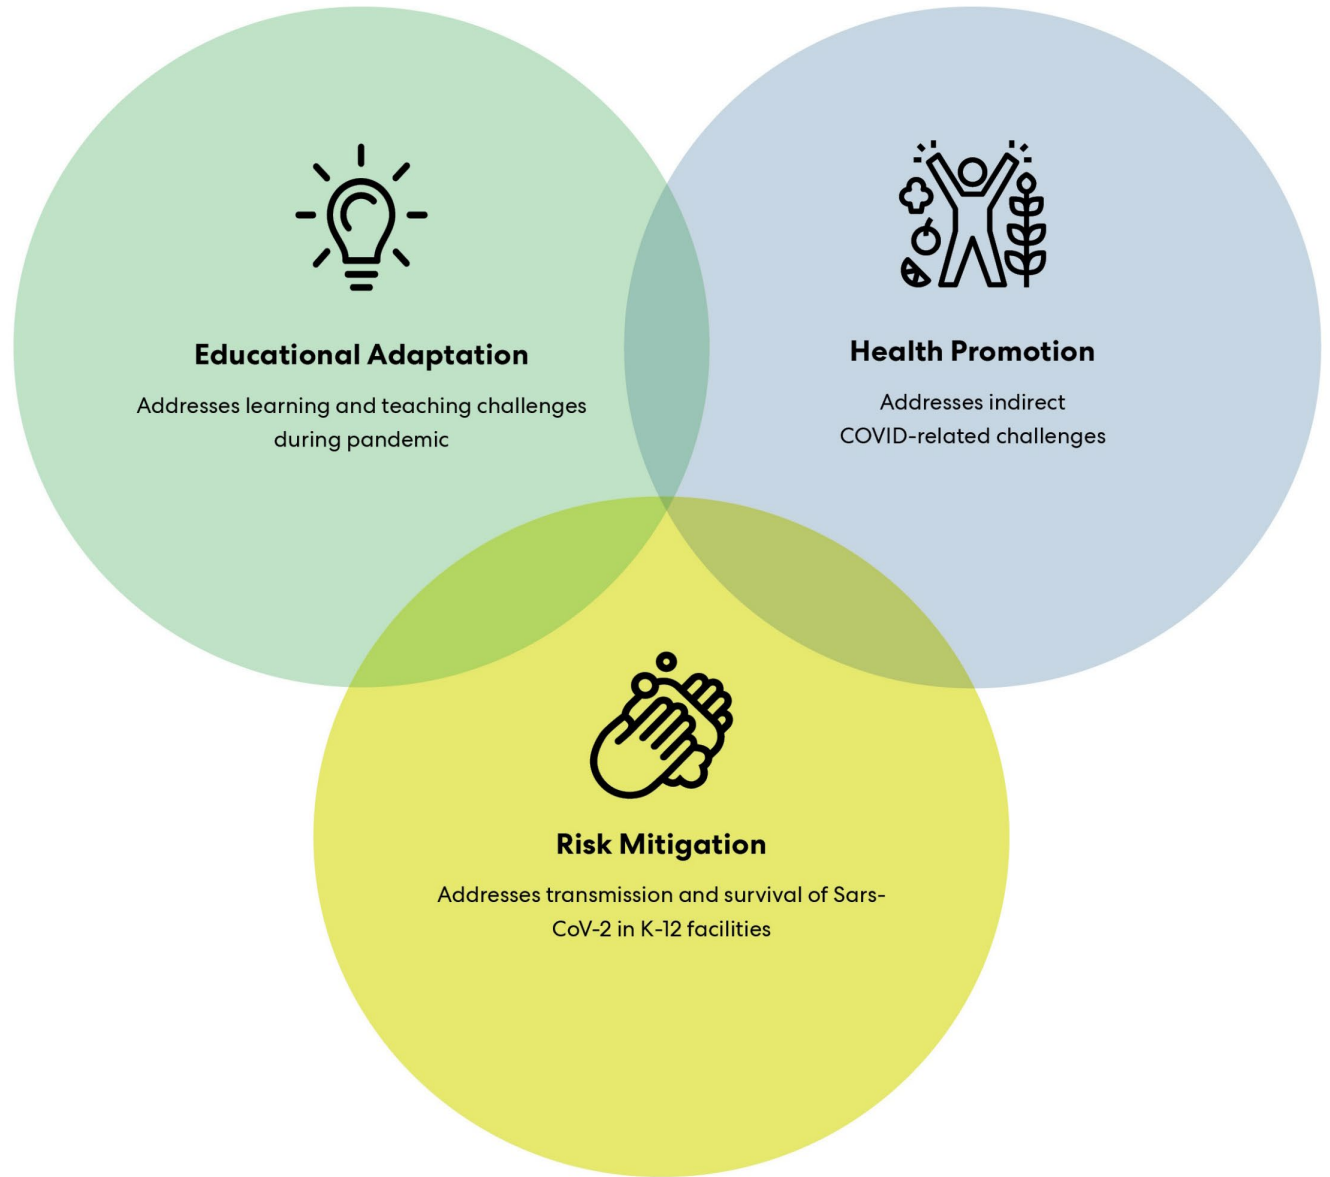 Educational Adaptation
Addresses learning and teaching challenges
during pandemic
Health Promotion
Addresses indirect
COVID-related challenges
Risk Mitigation
Addresses transmission and survival of Sars-
CoV-2 in K-12 facilities